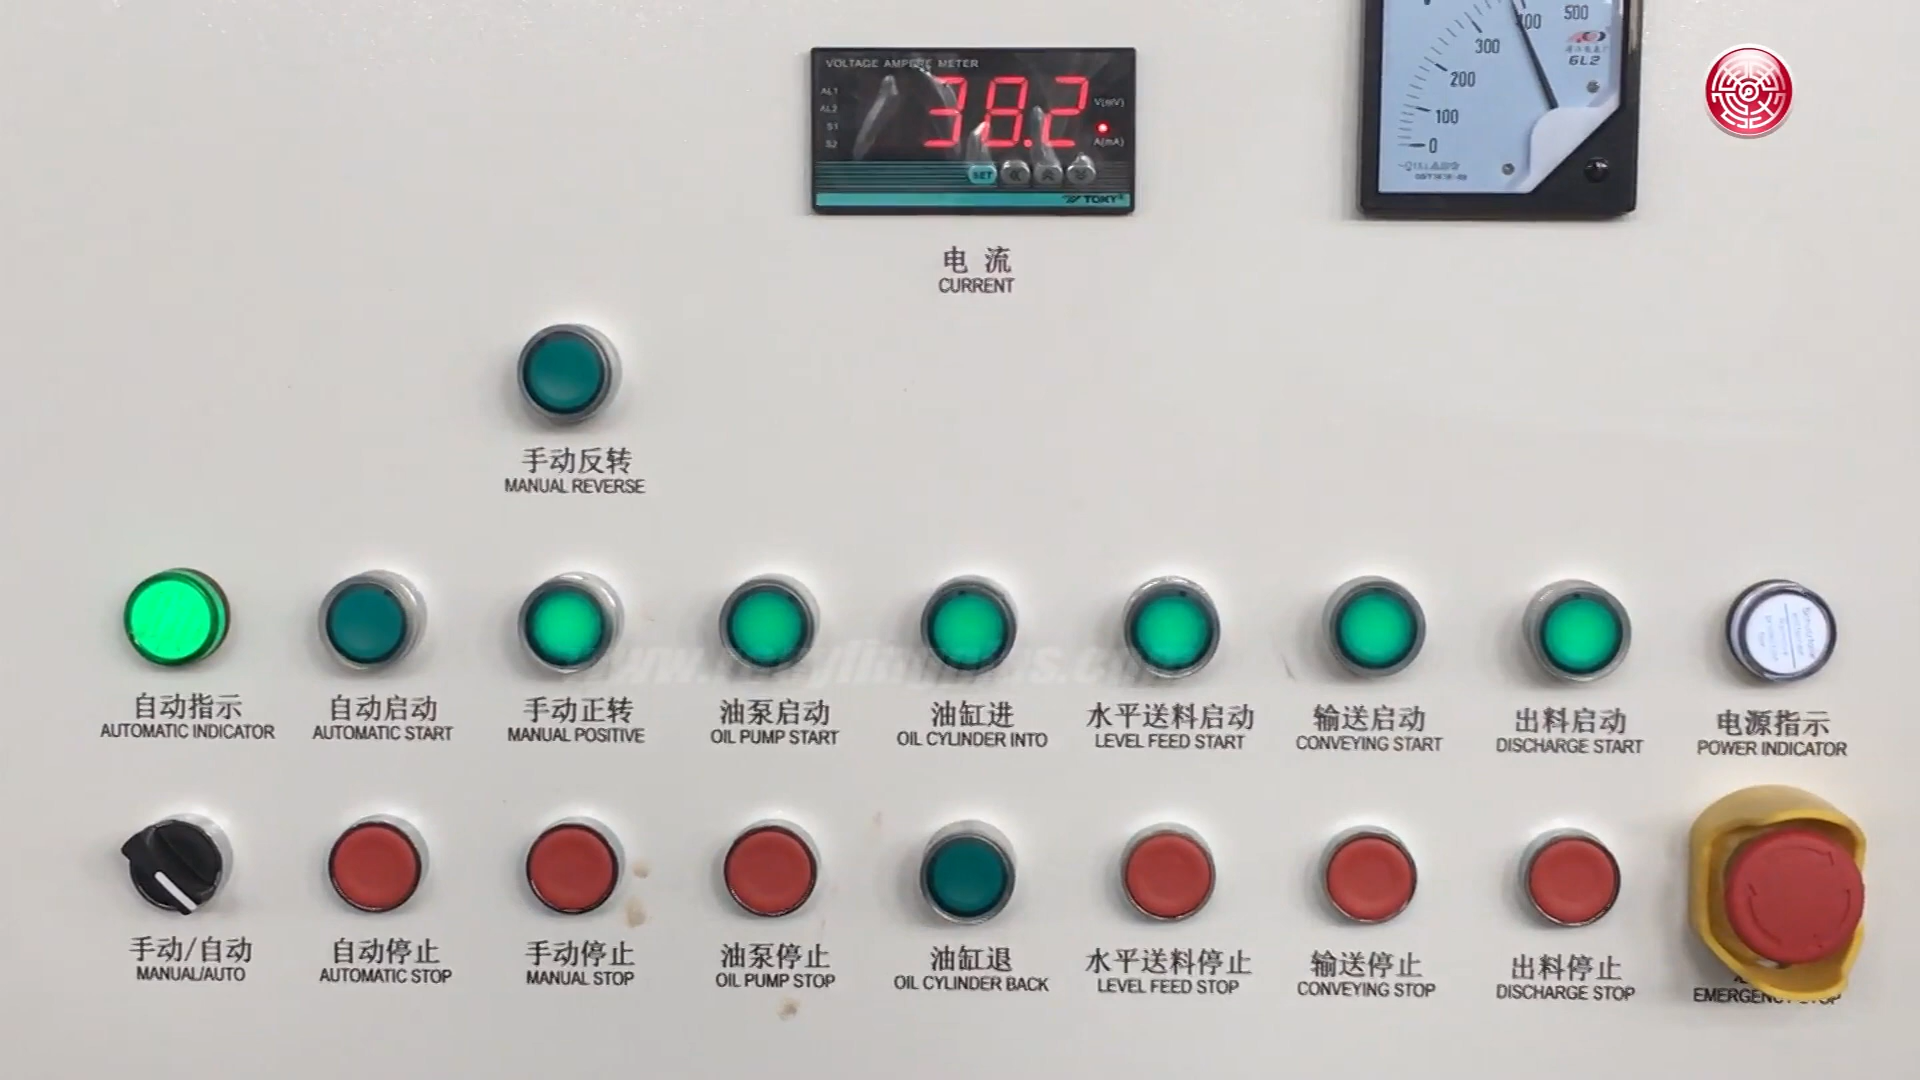 VOLTAGE AMPERE METER
AL1
AL2
S1
S2
38.2
V(mV)
A(mA)
SET
TOKY
500
400
300
200
100
0
6L2
电流
CURRENT
手动反转
MANUAL REVERSE
自动指示
AUTOMATIC INDICATOR
自动启动
AUTOMATIC START
手动正转
MANUAL POSITIVE
油泵启动
OIL PUMP START
油缸进
OIL CYLINDER INTO
水平送料启动
LEVEL FEED START
输送启动
CONVEYING START
出料启动
DISCHARGE START
电源指示
POWER INDICATOR
手动/自动
MANUAL/AUTO
自动停止
AUTOMATIC STOP
手动停止
MANUAL STOP
油泵停止
OIL PUMP STOP
油缸退
OIL CYLINDER BACK
水平送料停止
LEVEL FEED STOP
输送停止
CONVEYING STOP
出料停止
DISCHARGE STOP
EMERGENCY STOP